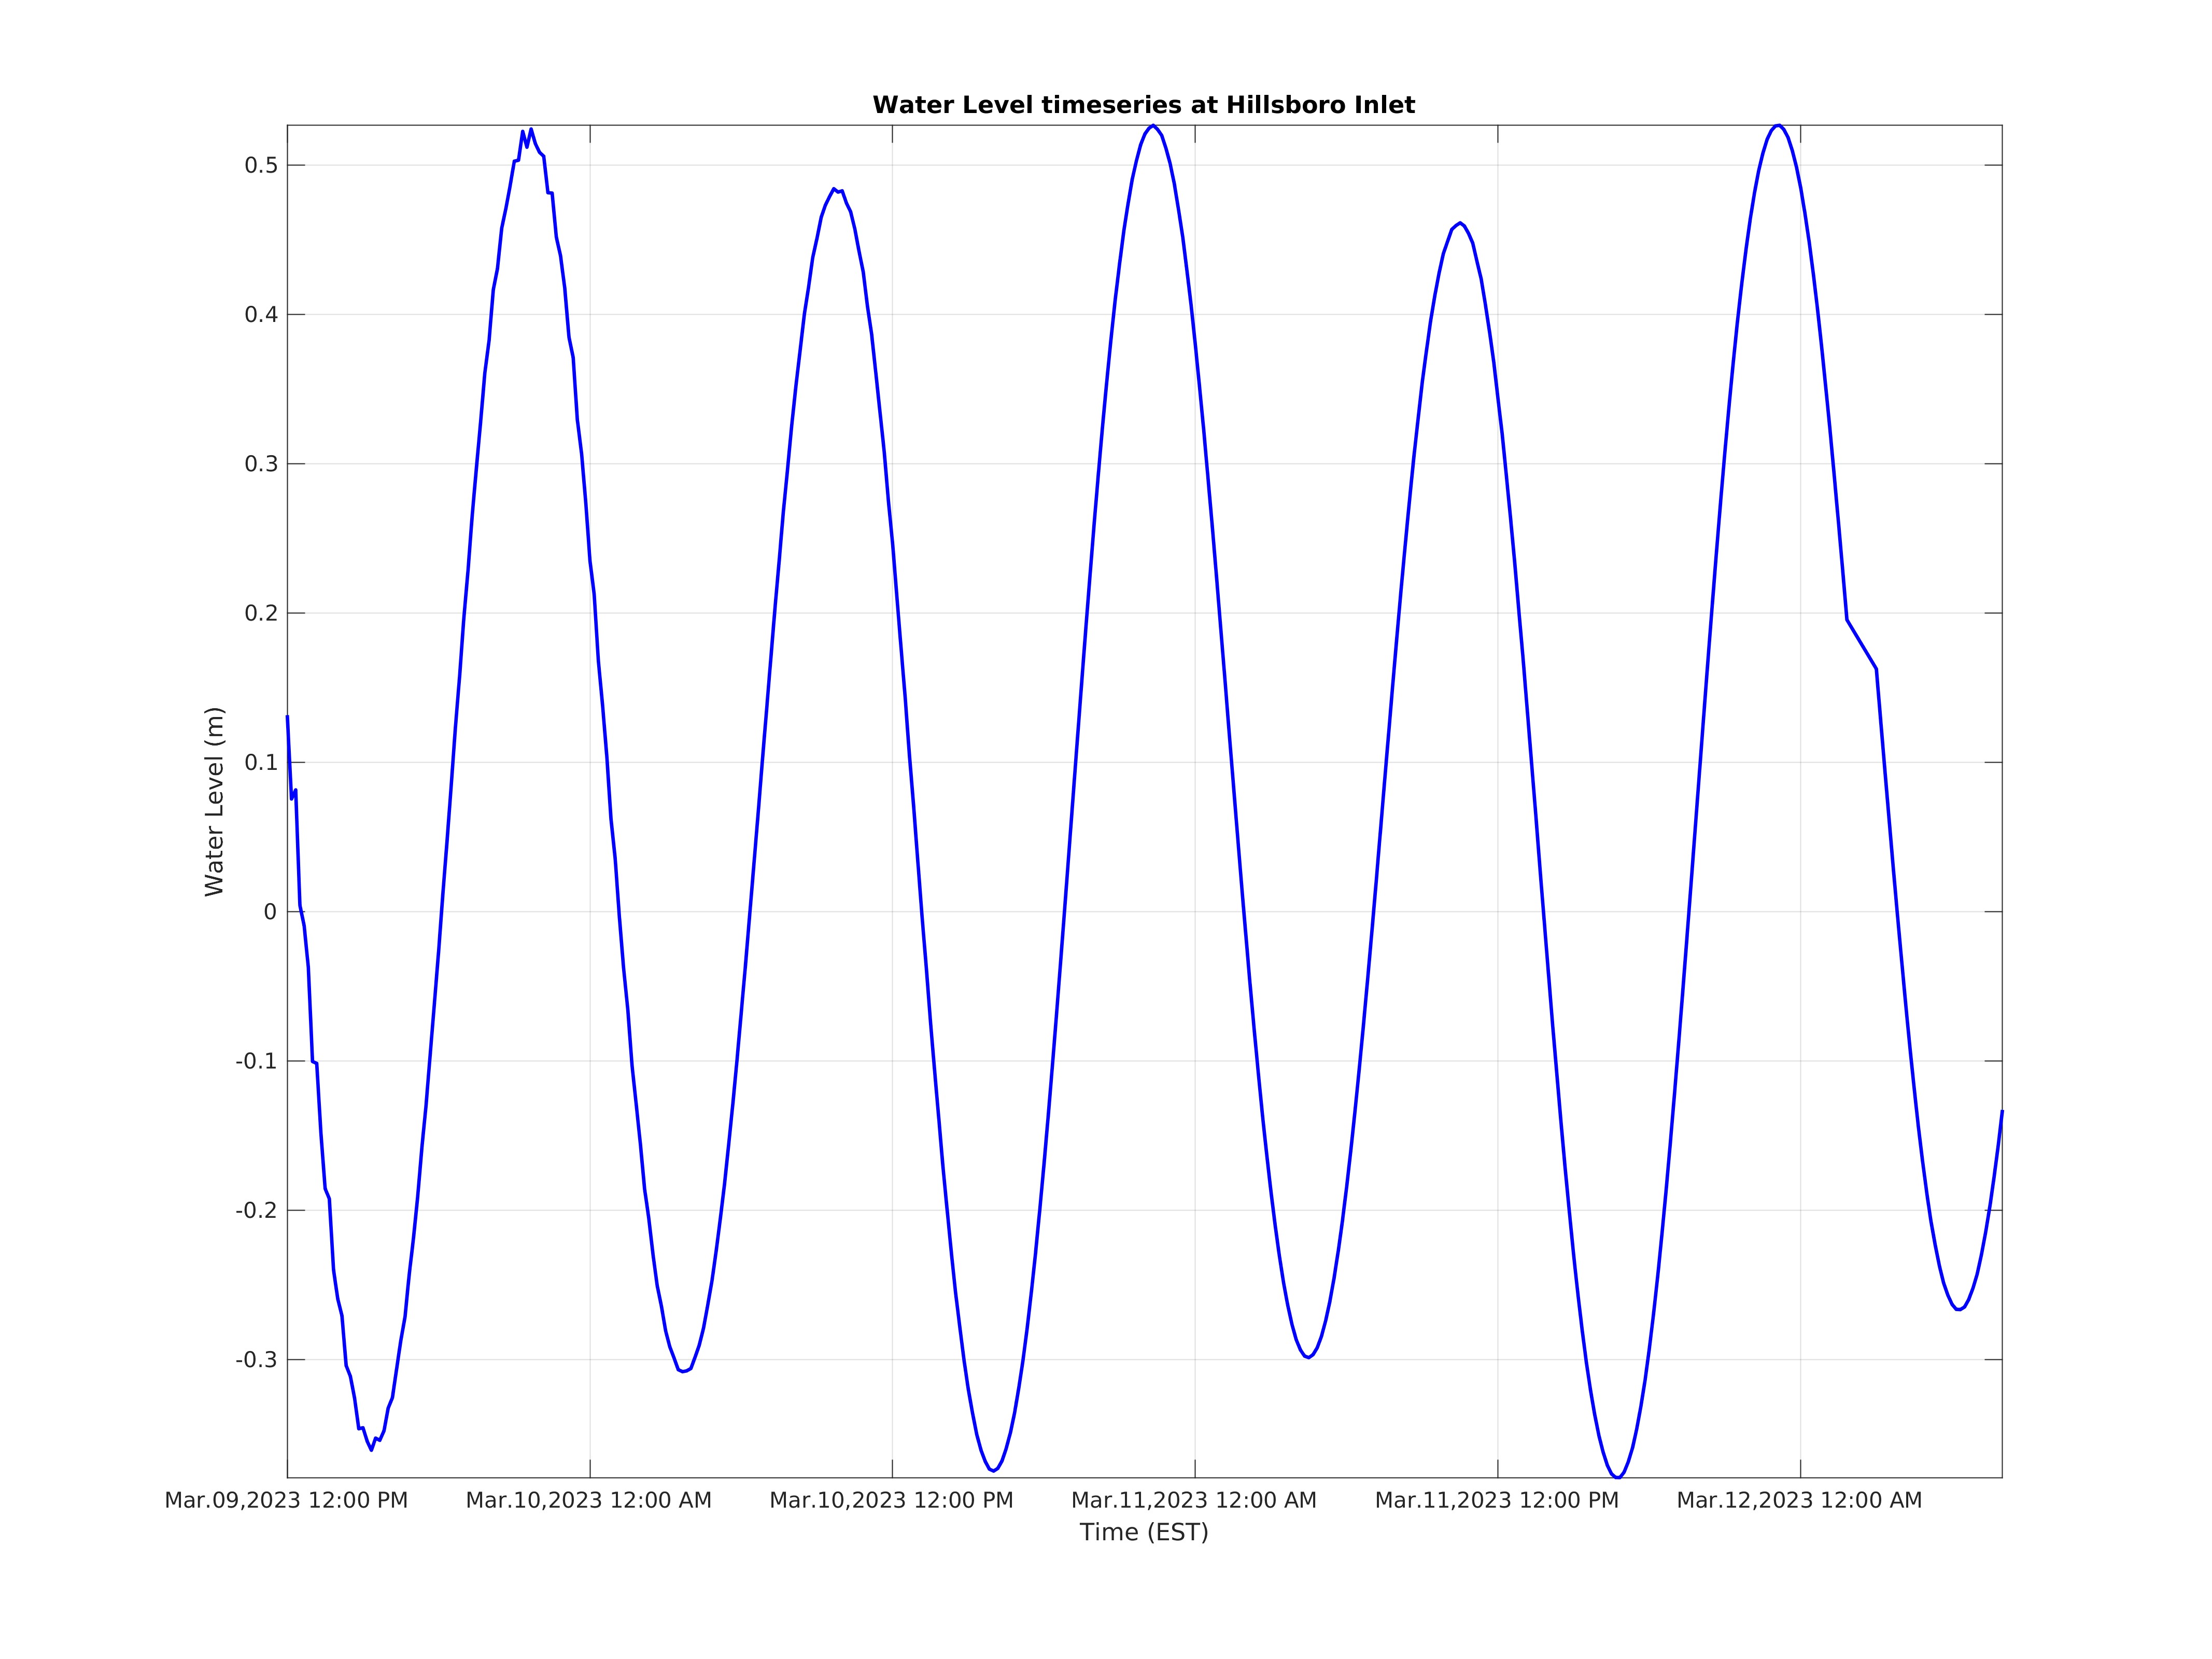 Water Level timeseries at Hillsboro Inlet
0.5
0.4
0.3
0.2
0.1
0
-0.1
-0.2
-0.3
Water Level (m)
Mar.09,2023 12:00 PM Mar.10,2023 12:00 AM Mar.10,2023 12:00 PM Mar.11,2023 12:00 AM Mar.11,2023 12:00 PM Mar.12,2023 12:00 AM
Time (EST)